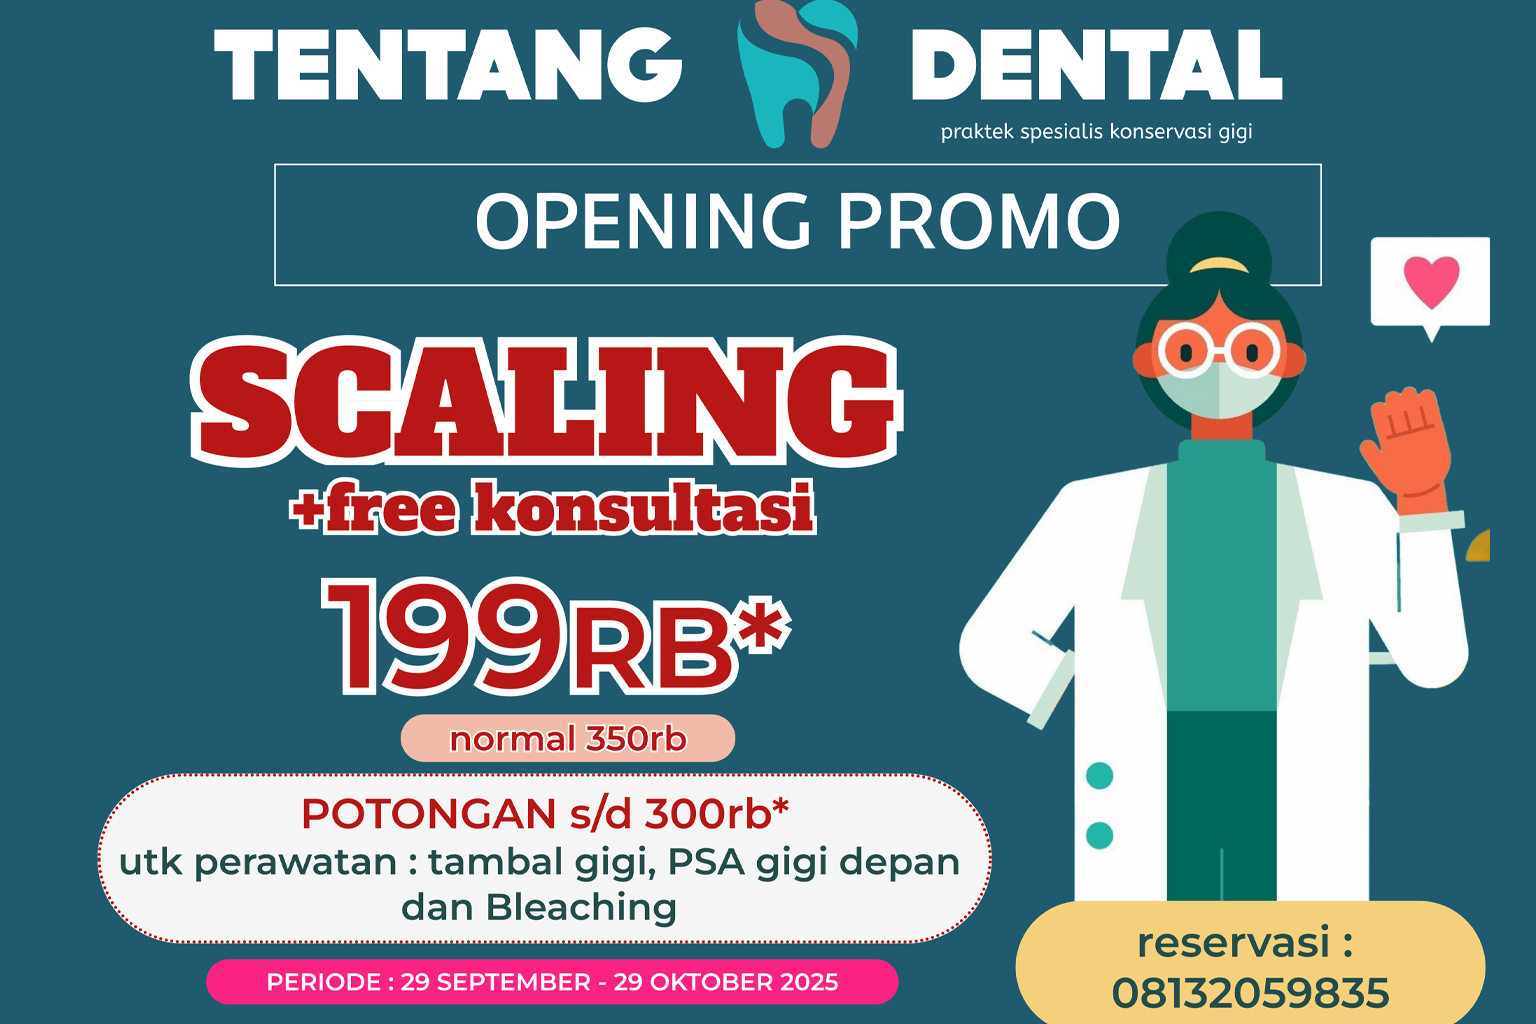 TENTANG DENTAL
praktek spesialis konservasi gigi
OPENING PROMO
SCALING
+free konsultasi
199RB*
normal 350rb
POTONGAN s/d 300rb*
utk perawatan : tambal gigi, PSA gigi depan
dan Bleaching
PERIODE : 29 SEPTEMBER - 29 OKTOBER 2025
reservasi :
08132059835